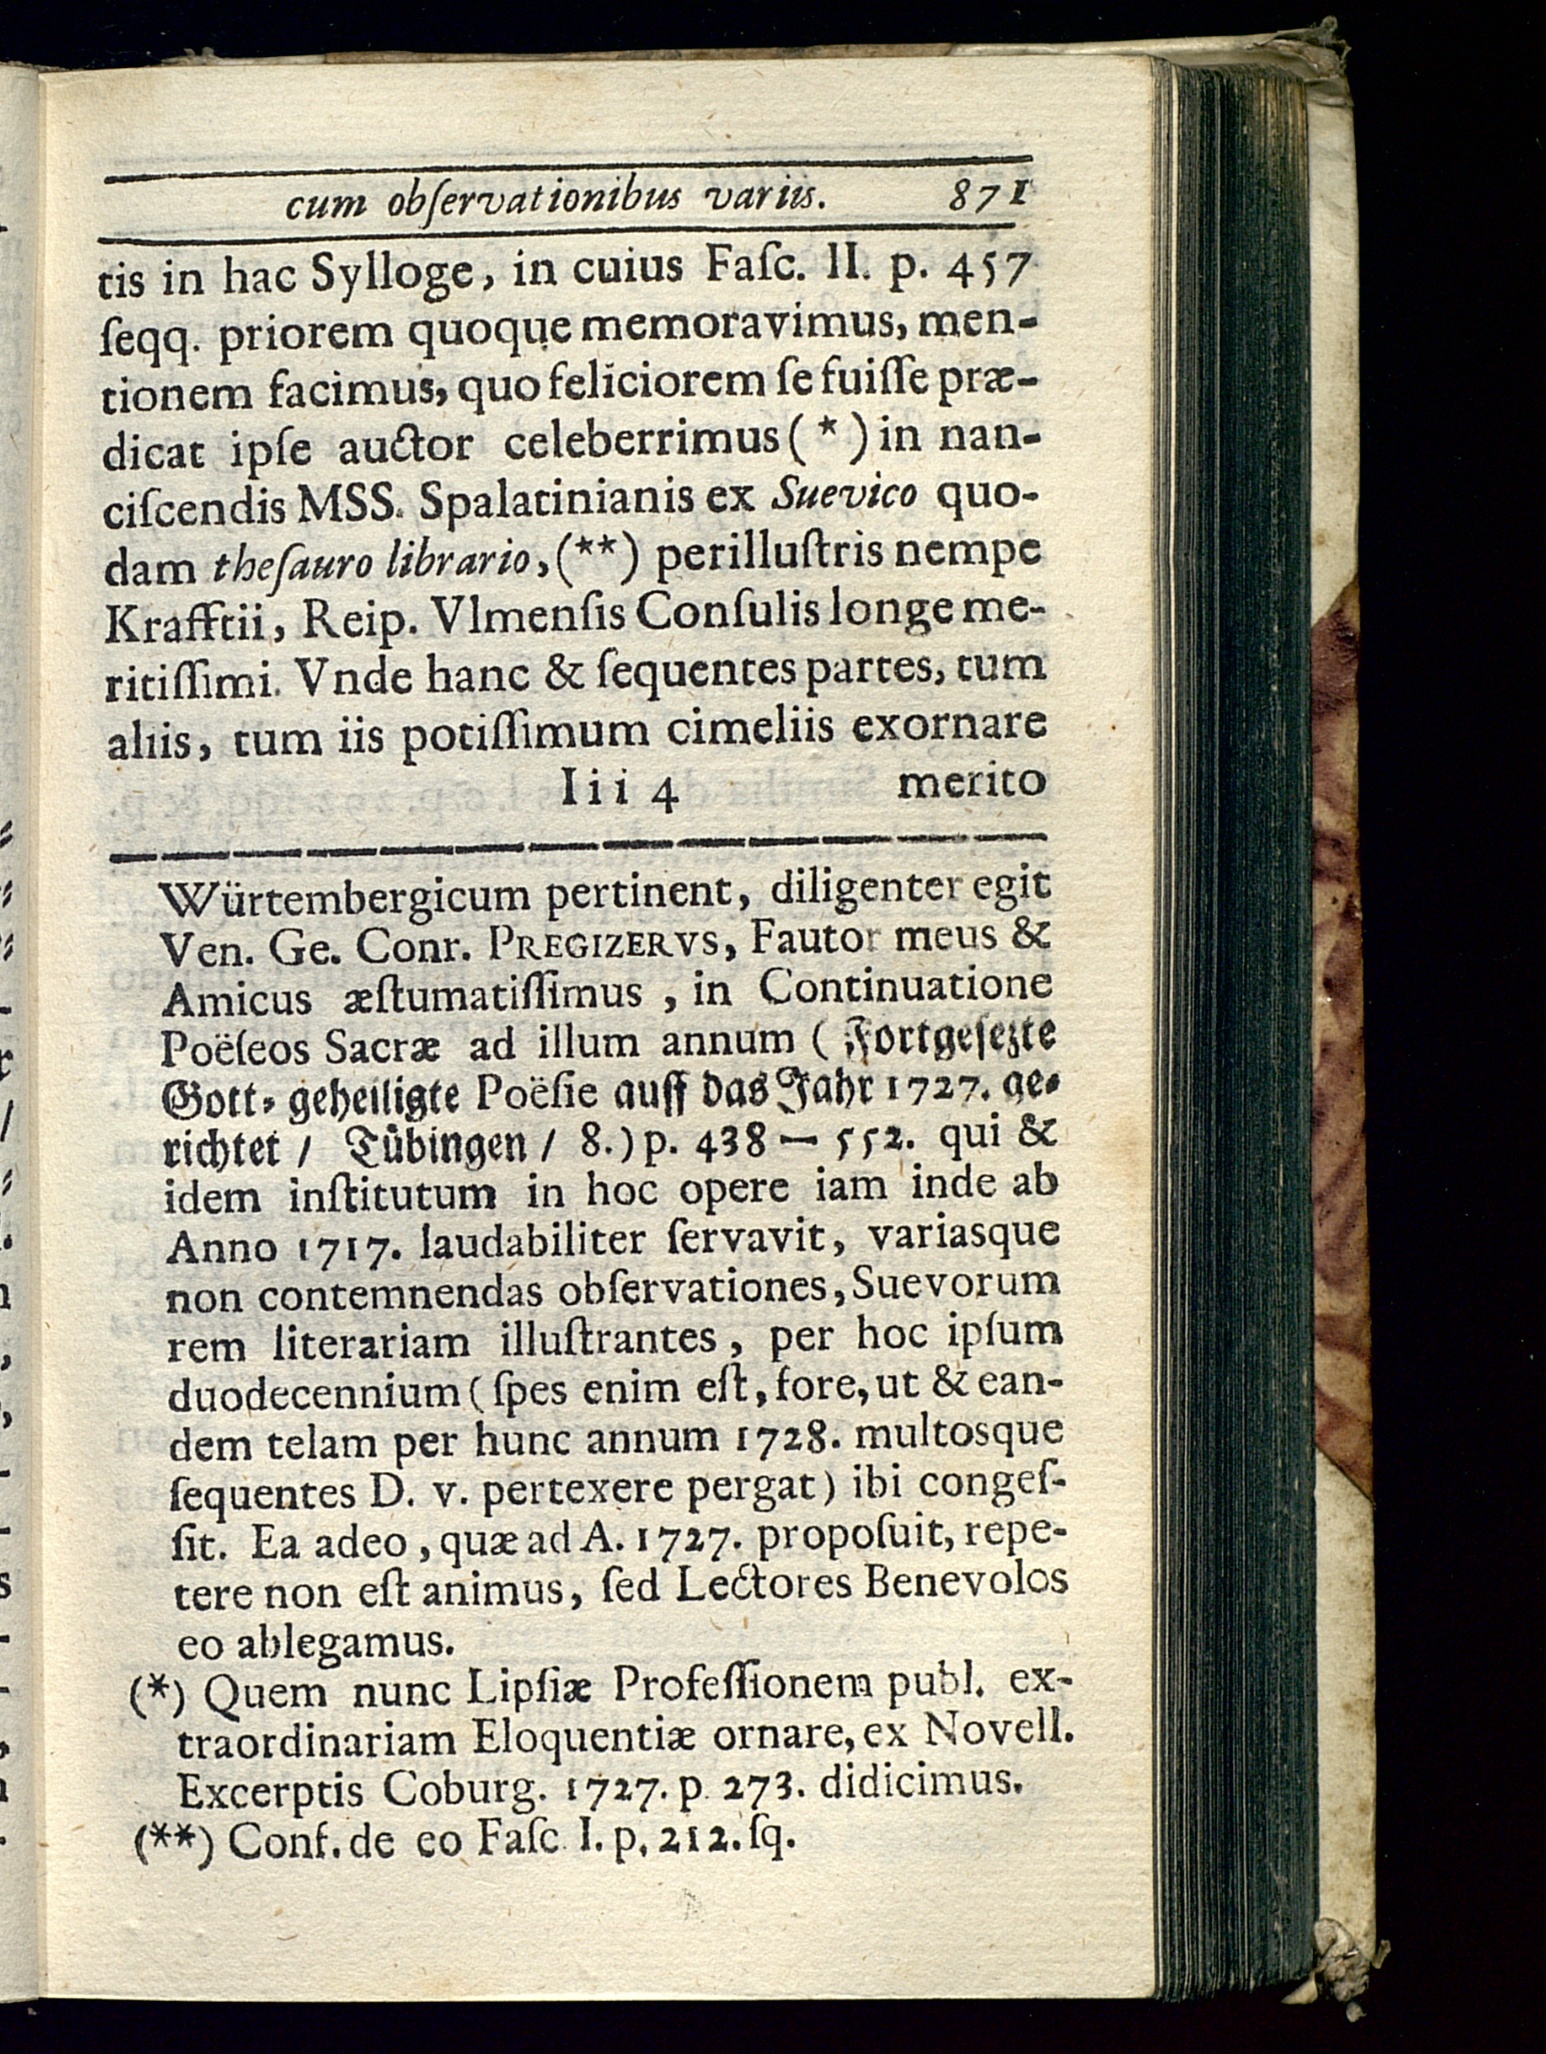 cum obſervationibus variis. 871
tis in hac Sylloge, in cuius Faſc. II. p. 457
ſeqq. priorem quoque memoravimus, men-
tionem facimus, quo feliciorem ſe fuiſſe præ-
dicat ipſe auctor celeberrimus (*) in nan-
ciſcendis MSS. Spalatinianis ex Suevico quo-
dam theſauro librario, (**) perilluſtris nempe
Krafftii, Reip. Vlmenſis Conſulis longe me-
ritiſſimi. Vnde hanc & ſequentes partes, tum
aliis, tum iis potiſſimum cimeliis exornare
Iii 4 merito
Würtembergicum pertinent, diligenter egit
Ven. Ge. Conr. PREGIZERVS, Fautor meus &
Amicus æſtumatiſſimus, in Continuatione
Poëſeos Sacræ ad illum annum (Fortgeſezte
Gott-geheiligte Poëſie auff das Jahr 1727. ge-
richtet / Tübingen / 8.) p. 438 — 552. qui &
idem inſtitutum in hoc opere iam inde ab
Anno 1717. laudabiliter ſervavit, variasque
non contemnendas obſervationes, Suevorum
rem literariam illuſtrantes, per hoc ipſum
duodecennium (ſpes enim eſt, fore, ut & ean-
dem telam per hunc annum 1728. multosque
ſequentes D. v. pertexere pergat) ibi congeſ-
ſit. Ea adeo, quæ ad A. 1727. propoſuit, repe-
tere non eſt animus, ſed Lectores Benevolos
eo ablegamus.
(*) Quem nunc Lipſiæ Profeſſionem publ. ex-
traordinariam Eloquentiæ ornare, ex Novell.
Excerptis Coburg. 1727. p. 273. didicimus.
(**) Conf. de eo Faſc I. p. 212. ſq.